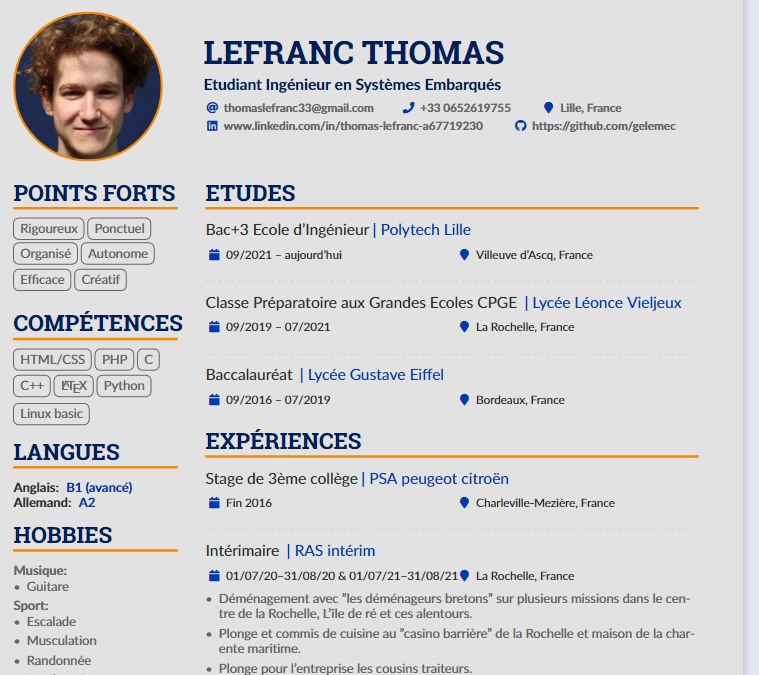 LEFRANC THOMAS
Etudiant Ingénieur en Systèmes Embarqués
thomaslefranc33@gmail.com +33 0652619755 Lille, France
www.linkedin.com/in/thomas-lefranc-a67719230 https://github.com/gelemec
POINTS FORTS
Rigoureux Ponctuel
Organisé Autonome
Efficace Créatif
COMPÉTENCES
HTML/CSS PHP C
C++ LATEX Python
Linux basic
LANGUES
Anglais: B1 (avancé)
Allemand: A2
HOBBIES
Musique:
• Guitare
Sport:
• Escalade
• Musculation
• Randonnée
ETUDES
Bac+3 Ecole d'Ingénieur | Polytech Lille
09/2021 – aujourd'hui Villeuve d'Ascq, France
Classe Préparatoire aux Grandes Ecoles CPGE | Lycée Léonce Vieljeux
09/2019 – 07/2021 La Rochelle, France
Baccalauréat | Lycée Gustave Eiffel
09/2016 – 07/2019 Bordeaux, France
EXPÉRIENCES
Stage de 3ème collège | PSA peugeot citroën
Fin 2016 Charleville-Mezière, France
Intérimaire | RAS intérim
01/07/20–31/08/20 & 01/07/21–31/08/21 La Rochelle, France
• Déménagement avec "les déménageurs bretons" sur plusieurs missions dans le cen-
tre de la Rochelle, L'île de ré et ces alentours.
• Plonge et commis de cuisine au "casino barrière" de la Rochelle et maison de la char-
ente maritime.
• Plonge pour l'entreprise les cousins traiteurs.